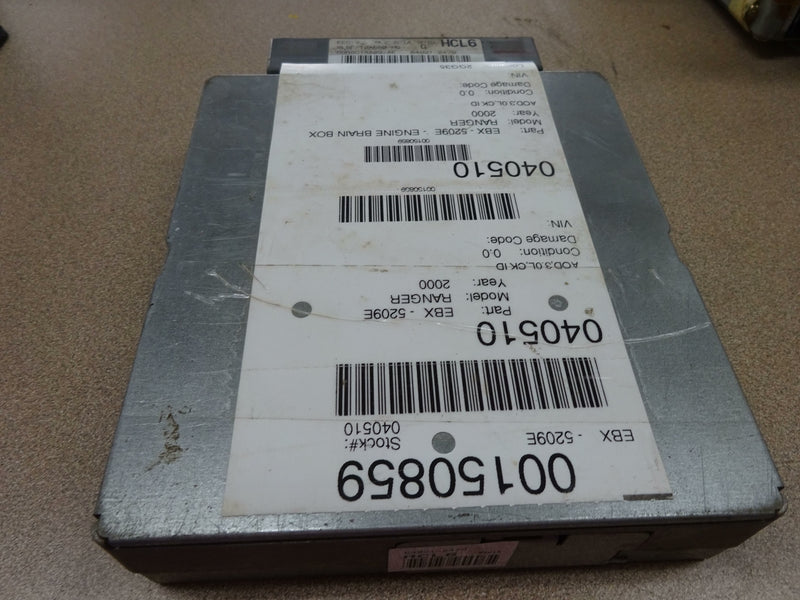 00150859
EBX - 5209E Stock#: 040510
040510
Part: EBX - 5209E
Model: RANGER
Year: 2000
AOD,3.0L,CK,ID
Condition: 0.0
Damage Code:
VIN:
00150859 -
040510
00150859
Part: EBX - 5209E - ENGINE BRAIN BOX
Model: RANGER
Year: 2000
AOD,3.0L,CK,ID
Condition: 0.0
Damage Code:
VIN:
2GG35
HCL6